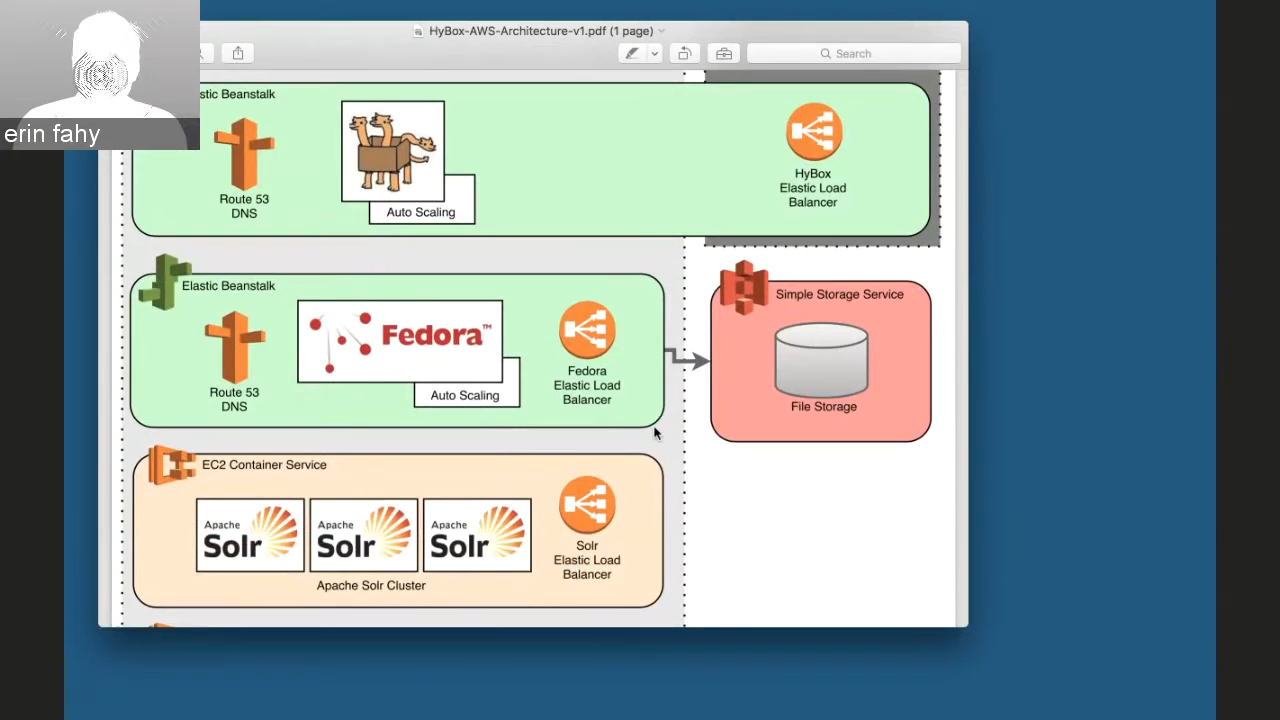 HyBox-AWS-Architecture-v1.pdf (1 page)
Search
erin fahy
stic Beanstalk
Route 53
DNS
Auto Scaling
HyBox
Elastic Load
Balancer
Elastic Beanstalk
Route 53
DNS
Fedora™
Auto Scaling
Fedora
Elastic Load
Balancer
Simple Storage Service
File Storage
EC2 Container Service
Apache
Solr
Apache
Solr
Apache
Solr
Apache Solr Cluster
Solr
Elastic Load
Balancer